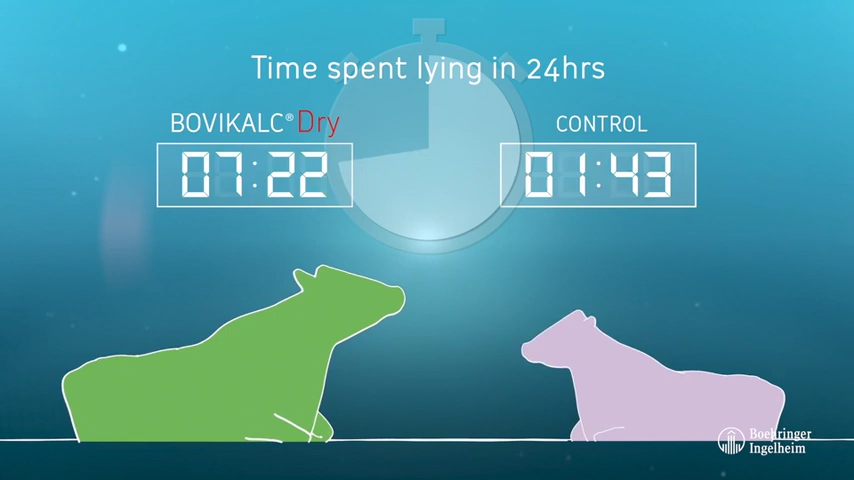 Time spent lying in 24hrs
BOVIKALC® Dry
CONTROL
07:22
01:43
Boehringer
Ingelheim